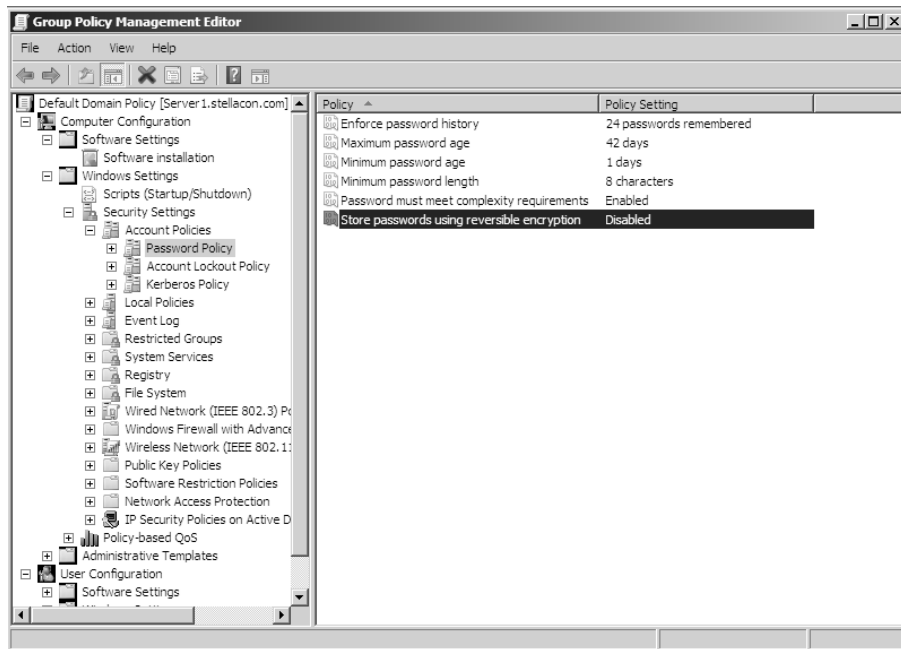 Group Policy Management Editor
File Action View Help
Default Domain Policy [Server1.stellacon.com]
Computer Configuration
Software Settings
Software installation
Windows Settings
Scripts (Startup/Shutdown)
Security Settings
Account Policies
Password Policy
Account Lockout Policy
Kerberos Policy
Local Policies
Event Log
Restricted Groups
System Services
Registry
File System
Wired Network (IEEE 802.3) Po
Windows Firewall with Advance
Wireless Network (IEEE 802.11
Public Key Policies
Software Restriction Policies
Network Access Protection
IP Security Policies on Active D
Policy-based QoS
Administrative Templates
User Configuration
Software Settings
Policy Policy Setting
Enforce password history 24 passwords remembered
Maximum password age 42 days
Minimum password age 1 days
Minimum password length 8 characters
Password must meet complexity requirements Enabled
Store passwords using reversible encryption Disabled